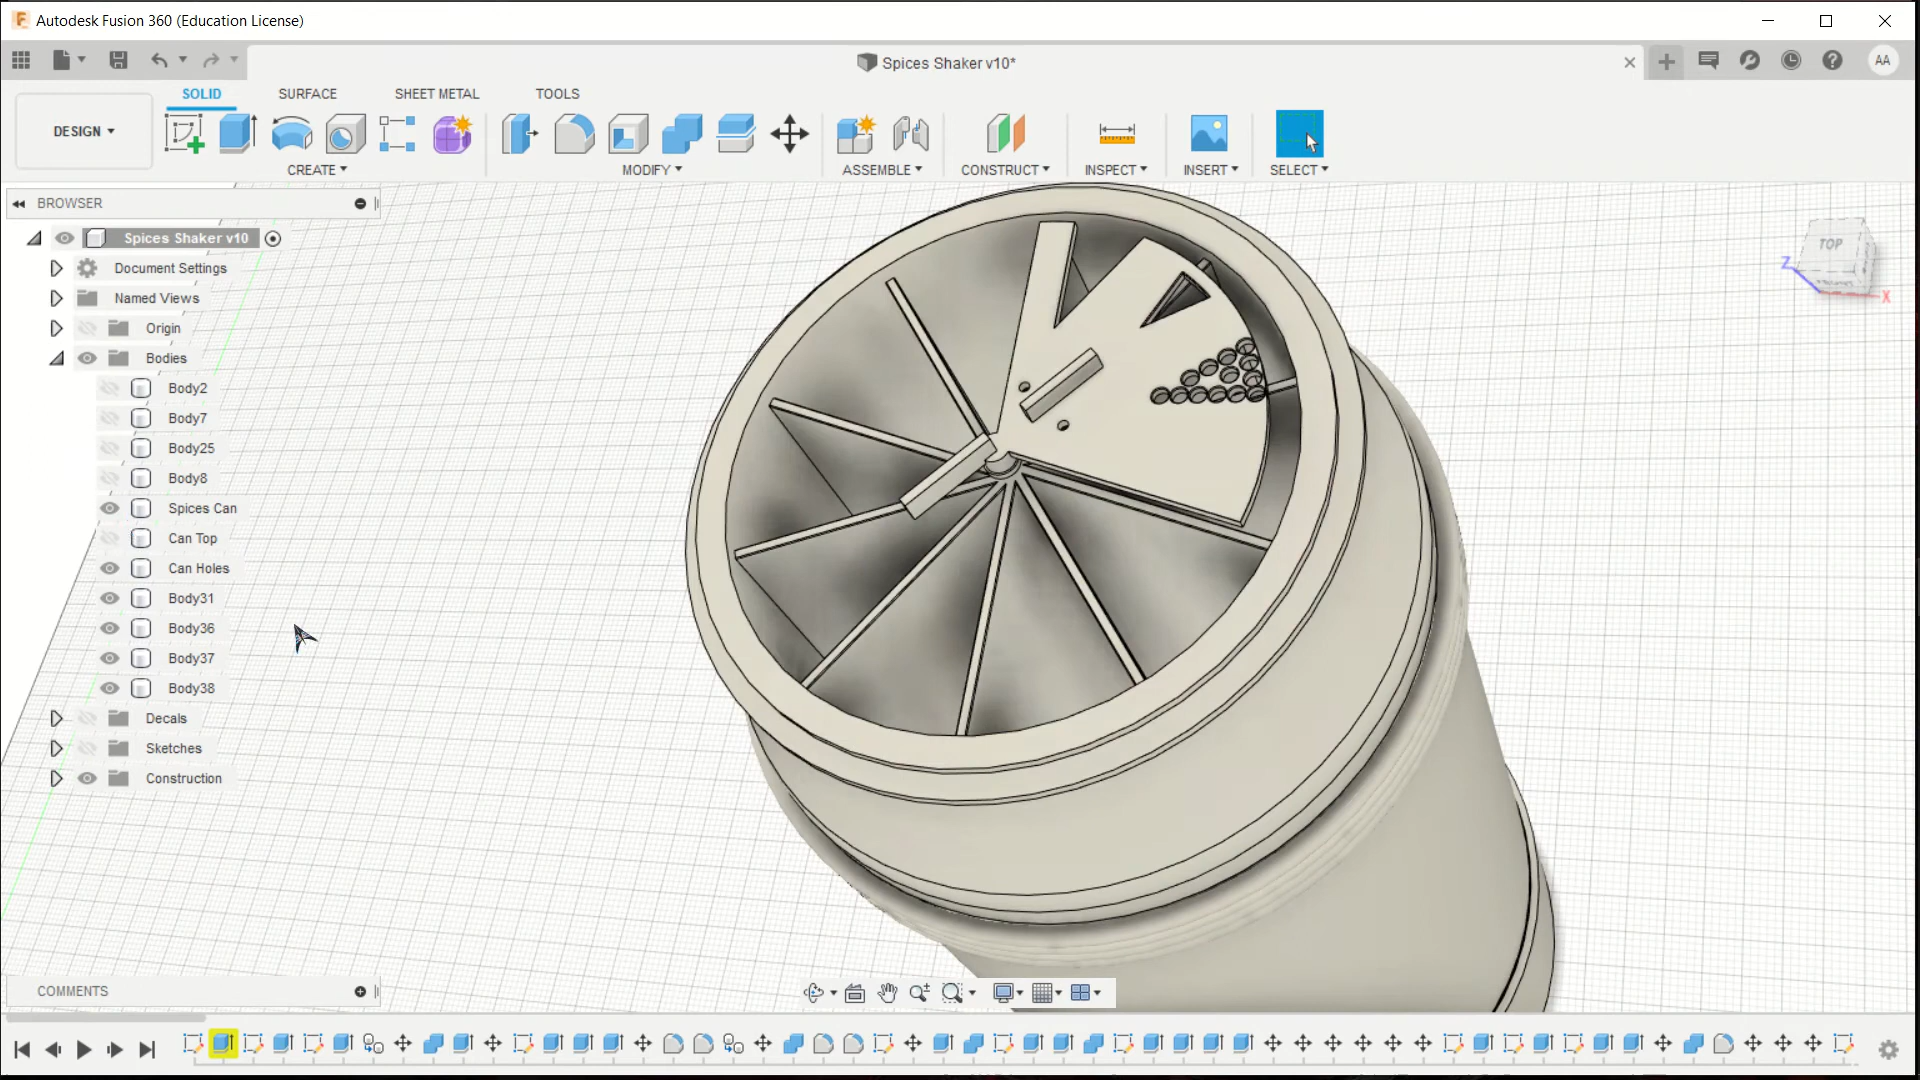 Autodesk Fusion 360 (Education License)
Spices Shaker v10*
AA
DESIGN
SOLID
SURFACE
SHEET METAL
TOOLS
CREATE
MODIFY
ASSEMBLE
CONSTRUCT
INSPECT
INSERT
SELECT
BROWSER
Spices Shaker v10
Document Settings
Named Views
Origin
Bodies
Body2
Body7
Body25
Body8
Spices Can
Can Top
Can Holes
Body31
Body36
Body37
Body38
Decals
Sketches
Construction
TOP
Z
X
COMMENTS